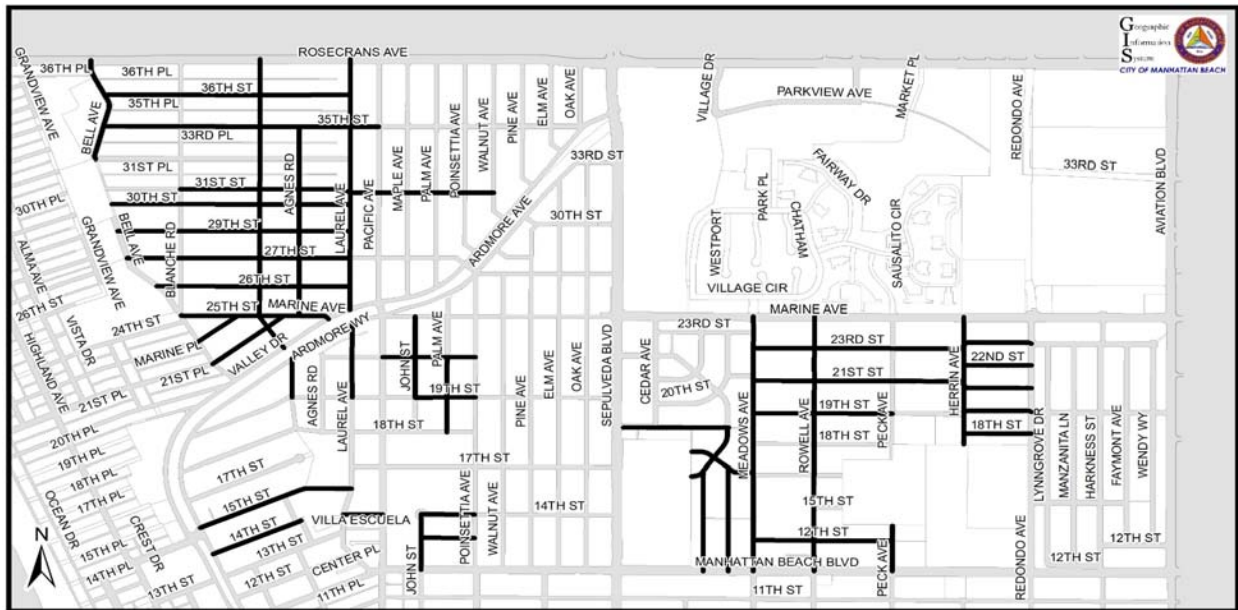 ROSECRANS AVE
Geographic
Information
System
CITY OF MANHATTAN BEACH
GRANDVIEW AVE
36TH PL
36TH PL
36TH ST
35TH PL
35TH ST
33RD PL
BELL AVE
31ST PL
31ST ST
30TH ST
30TH PL
29TH ST
27TH ST
26TH ST
25TH ST
MARINE AVE
AGNES RD
LAUREL AVE
PACIFIC AVE
MAPLE AVE
PALM AVE
POINSETTIA AVE
WALNUT AVE
PINE AVE
ELM AVE
OAK AVE
ARDMORE AVE
33RD ST
30TH ST
VILLAGE DR
PARKVIEW AVE
MARKET PL
REDONDO AVE
33RD ST
AVIATION BLVD
FAIRWAY DR
PARK PL
CHATHAM
WESTPORT
SAUSALITO CIR
VILLAGE CIR
MARINE AVE
BELL AVE
BLANCHE RD
GRANDVIEW AVE
ALMA AVE
26TH ST
HIGHLAND AVE
VISTA DR
24TH ST
MARINE PL
21ST PL
VALLEY DR
ARDMORE WY
21ST PL
20TH PL
19TH PL
18TH PL
17TH PL
OCEAN DR
CREST DR
15TH PL
14TH PL
13TH ST
AGNES RD
LAUREL AVE
JOHN ST
PALM AVE
19TH ST
18TH ST
17TH ST
PINE AVE
ELM AVE
OAK AVE
SEPULVEDA BLVD
17TH ST
15TH ST
14TH ST
13TH ST
12TH ST
CENTER PL
11TH PL
VILLA ESCUELA
JOHN ST
POINSETTIA AVE
WALNUT AVE
14TH ST
23RD ST
CEDAR AVE
20TH ST
MEADOWS AVE
ROWELL AVE
23RD ST
21ST ST
19TH ST
18TH ST
PECK AVE
HERRIN AVE
22ND ST
18TH ST
LYNNGROVE DR
MANZANITA LN
HARKNESS ST
FAYMONT AVE
WENDY WY
15TH ST
12TH ST
MANHATTAN BEACH BLVD
PECK AVE
11TH ST
REDONDO AVE
12TH ST
12TH ST
N